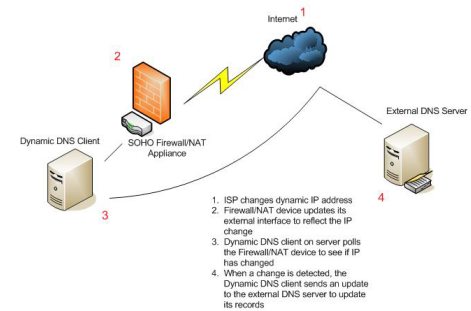 Internet
1
2
SOHO Firewall/NAT
Appliance
Dynamic DNS Client
3
External DNS Server
4
1. ISP changes dynamic IP address
2. Firewall/NAT device updates its
external interface to reflect the IP
change
3. Dynamic DNS client on server polls
the Firewall/NAT device to see if IP
has changed
4. When a change is detected, the
Dynamic DNS client sends an update
to the external DNS server to update
its records